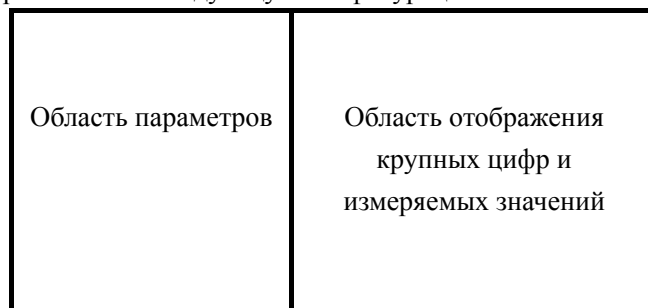 Область параметров
Область отображения
крупных цифр и
измеряемых значений